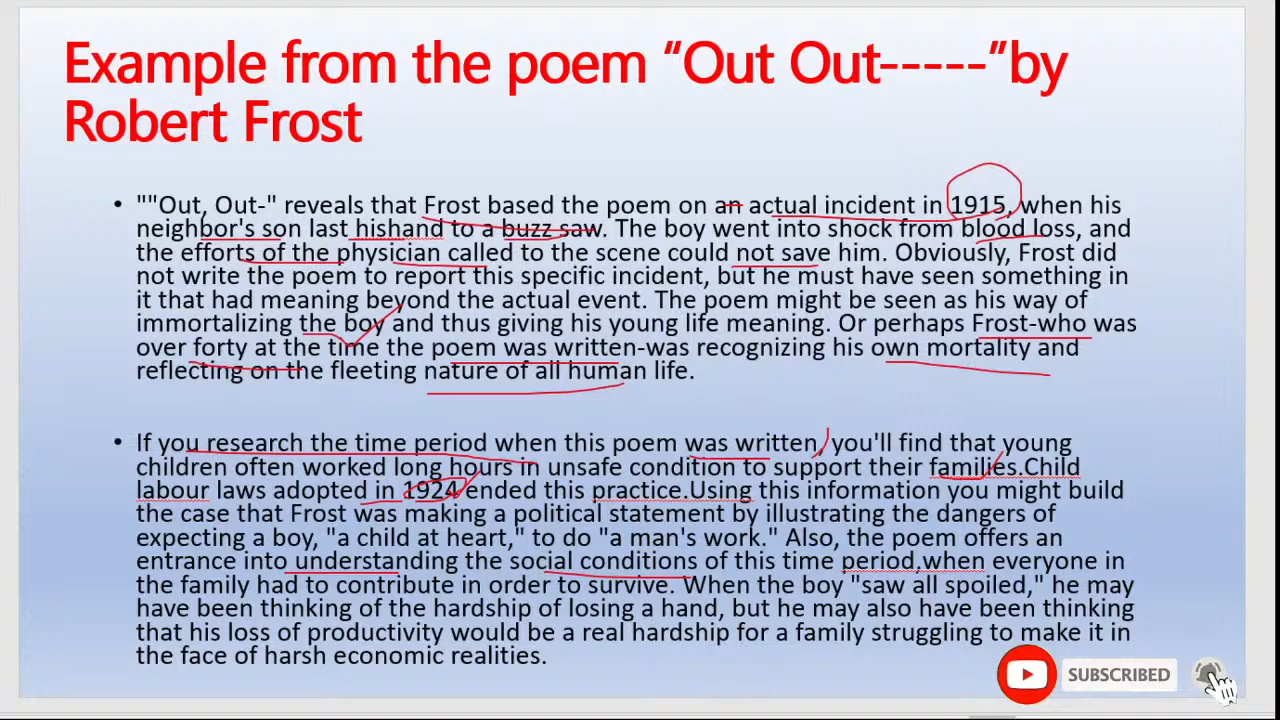 Example from the poem “Out Out-----”by
Robert Frost
• ""Out, Out-" reveals that Frost based the poem on an actual incident in 1915, when his
neighbor's son last hishand to a buzz saw. The boy went into shock from blood loss, and
the efforts of the physician called to the scene could not save him. Obviously, Frost did
not write the poem to report this specific incident, but he must have seen something in
it that had meaning beyond the actual event. The poem might be seen as his way of
immortalizing the boy and thus giving his young life meaning. Or perhaps Frost-who was
over forty at the time the poem was written-was recognizing his own mortality and
reflecting on the fleeting nature of all human life.
• If you research the time period when this poem was written, you'll find that young
children often worked long hours in unsafe condition to support their families.Child
labour laws adopted in 1924 ended this practice.Using this information you might build
the case that Frost was making a political statement by illustrating the dangers of
expecting a boy, "a child at heart," to do "a man's work." Also, the poem offers an
entrance into understanding the social conditions of this time period,when everyone in
the family had to contribute in order to survive. When the boy "saw all spoiled," he may
have been thinking of the hardship of losing a hand, but he may also have been thinking
that his loss of productivity would be a real hardship for a family struggling to make it in
the face of harsh economic realities.
SUBSCRIBED